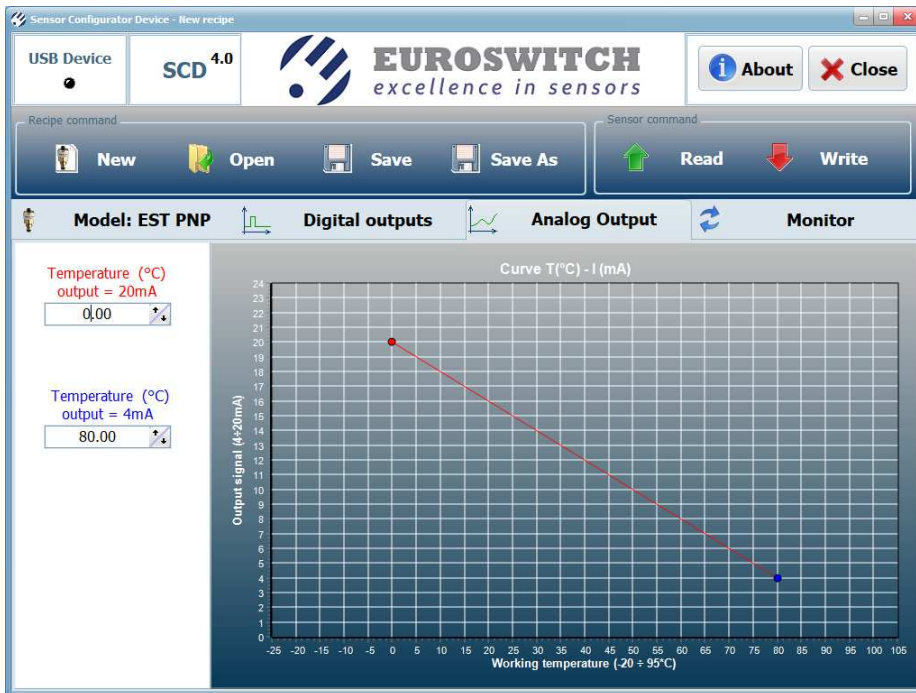 Sensor Configurator Device - New recipe
USB Device
SCD 4.0
EUROSWITCH
excellence in sensors
About
Close
Recipe command
New
Open
Save
Save As
Sensor command
Read
Write
Model: EST PNP
Digital outputs
Analog Output
Monitor
Temperature (°C)
output = 20mA
0.00
Temperature (°C)
output = 4mA
80.00
Curve T(°C) - I (mA)
Output signal (4÷20mA)
24
23
22
21
20
19
18
17
16
15
14
13
12
11
10
9
8
7
6
5
4
3
2
1
0
-25 -20 -15 -10 -5 0 5 10 15 20 25 30 35 40 45 50 55 60 65 70 75 80 85 90 95 100 105
Working temperature (-20 ÷ 95°C)